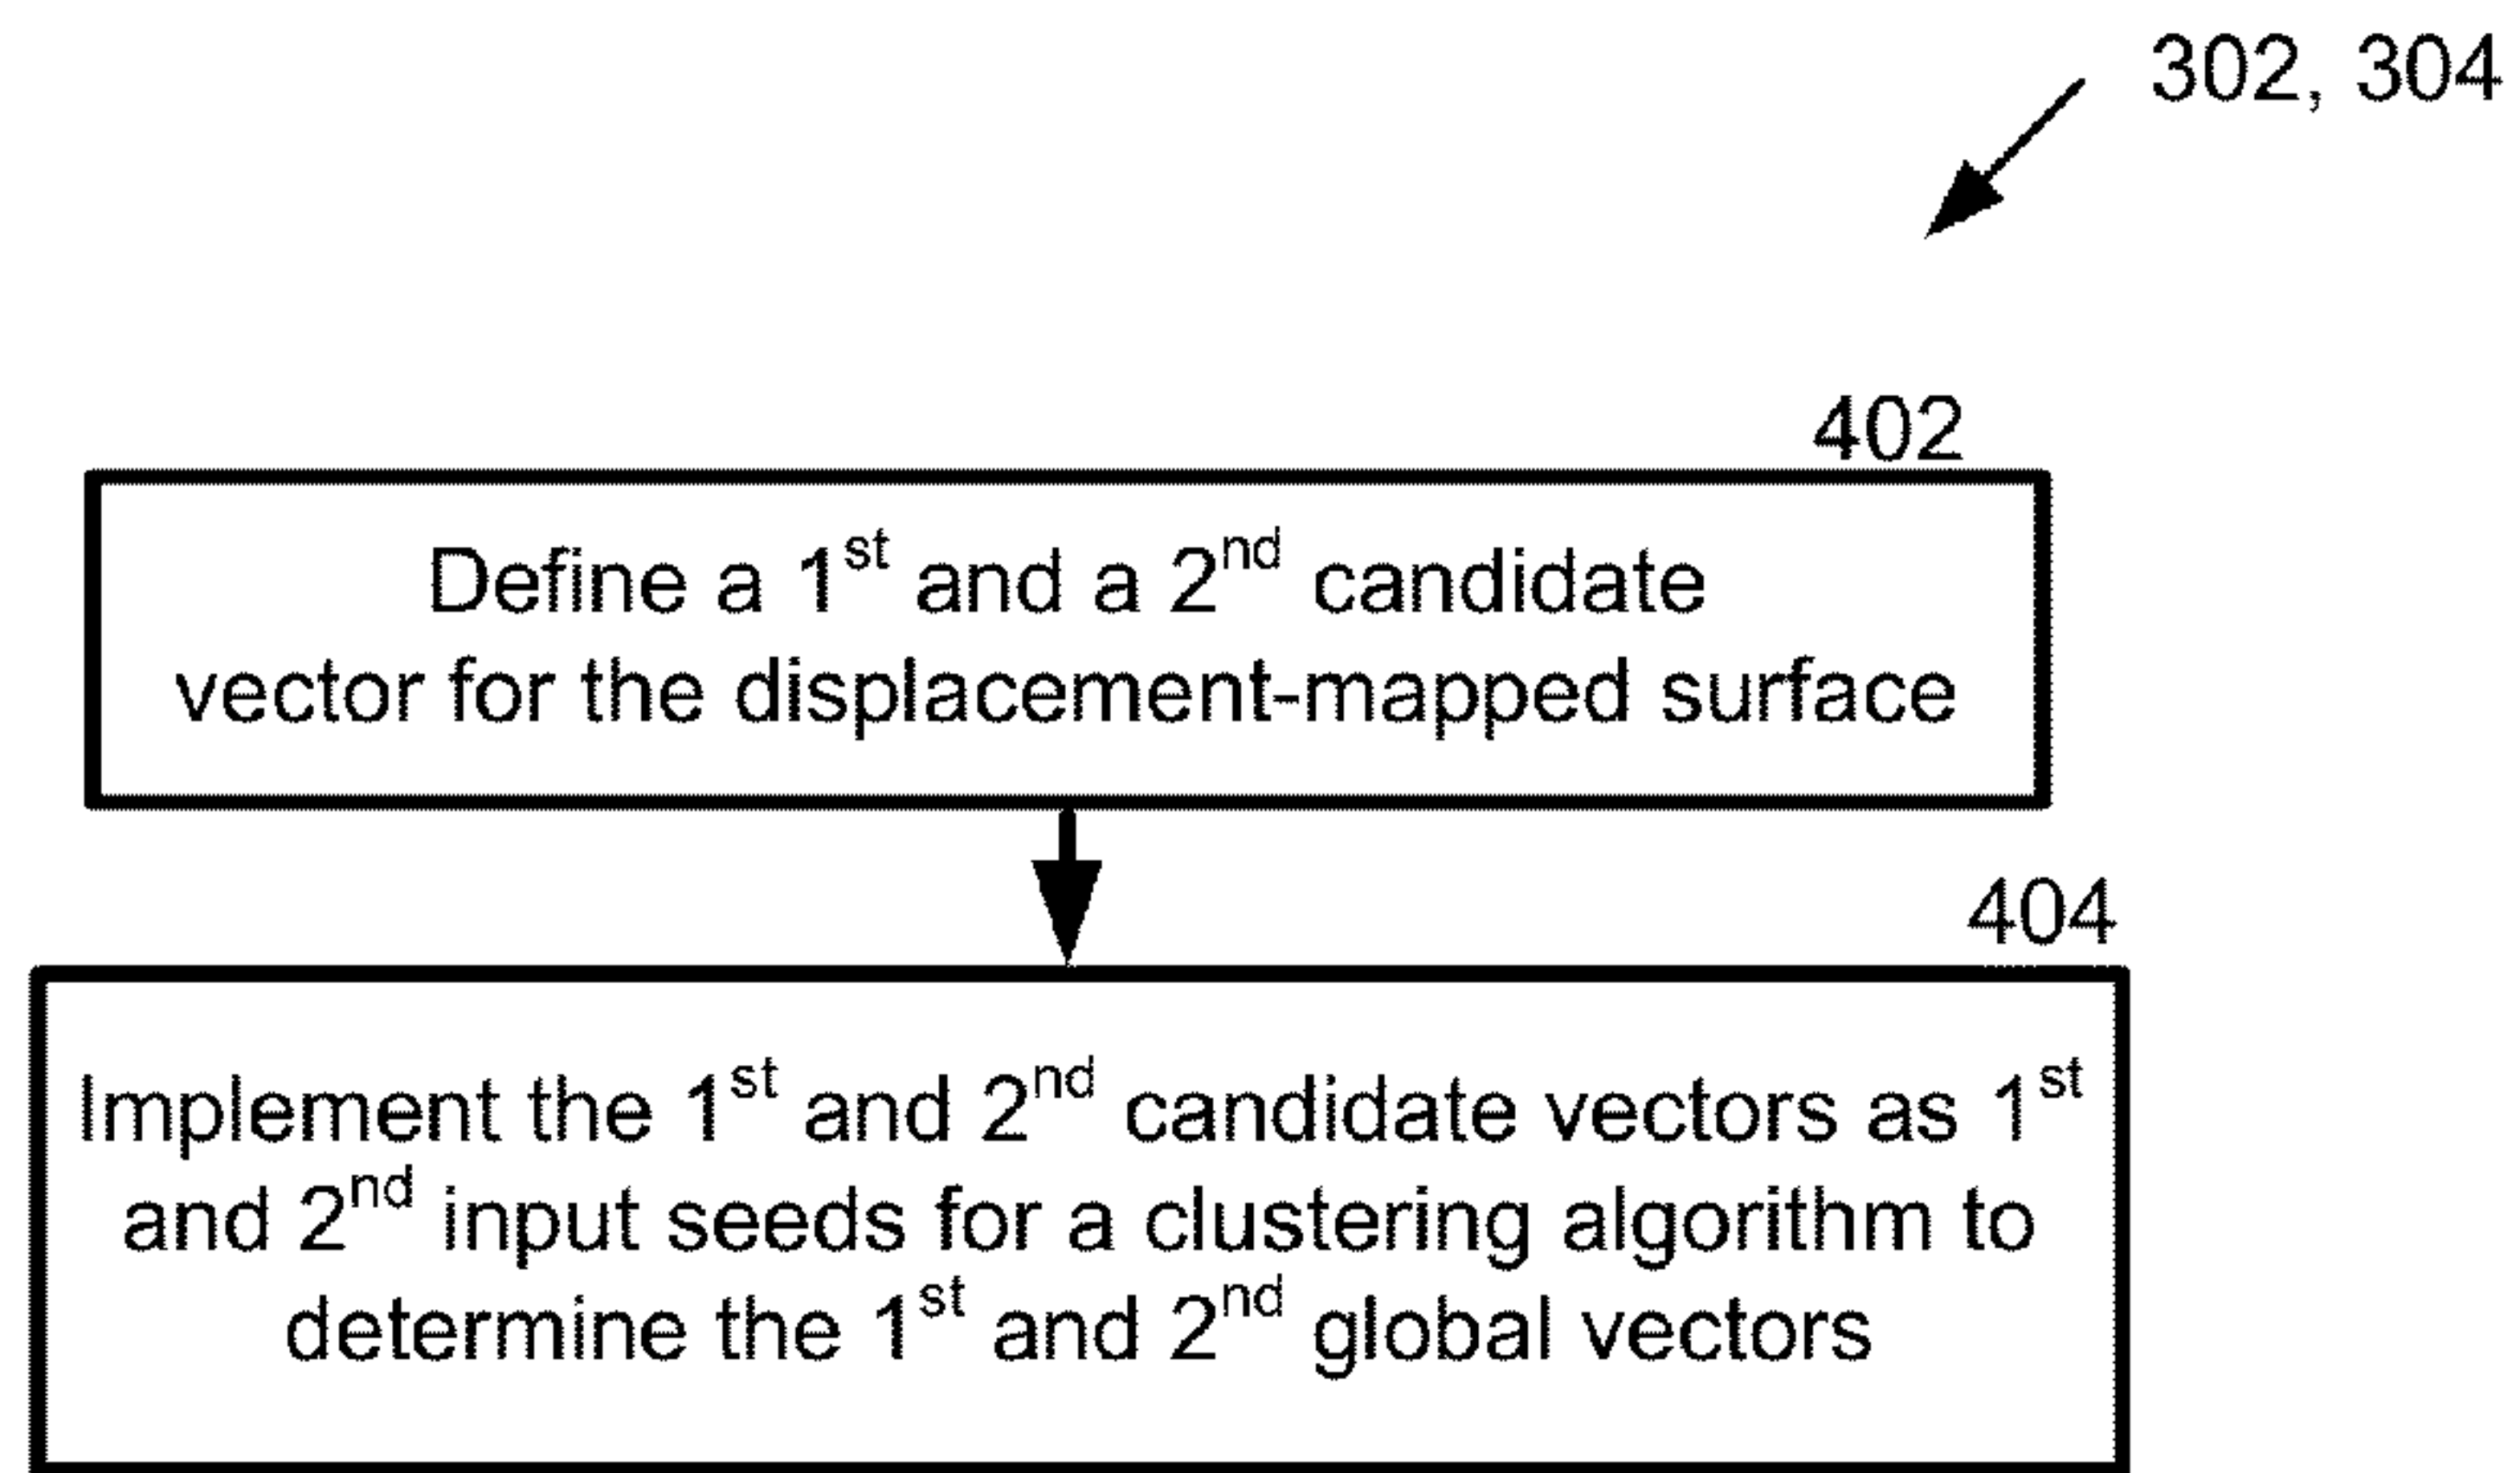 302, 304
402
Define a 1st and a 2nd candidate
vector for the displacement-mapped surface
404
Implement the 1st and 2nd candidate vectors as 1st
and 2nd input seeds for a clustering algorithm to
determine the 1st and 2nd global vectors